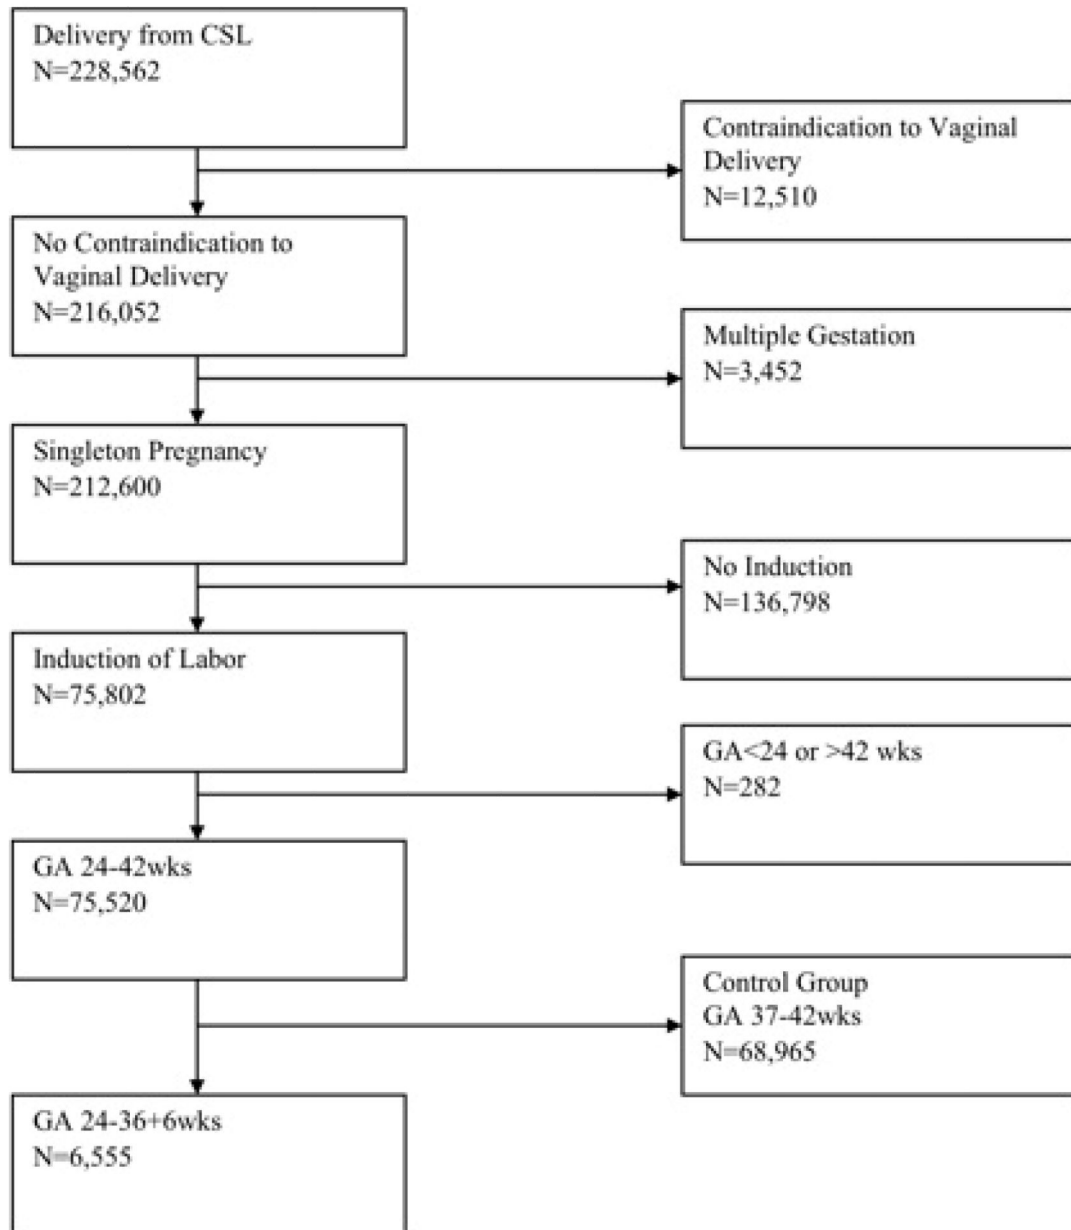 Delivery from CSL
N=228,562
Contraindication to Vaginal
Delivery
N=12,510
No Contraindication to
Vaginal Delivery
N=216,052
Multiple Gestation
N=3,452
Singleton Pregnancy
N=212,600
No Induction
N=136,798
Induction of Labor
N=75,802
GA<24 or >42 wks
N=282
GA 24-42wks
N=75,520
Control Group
GA 37-42wks
N=68,965
GA 24-36+6wks
N=6,555